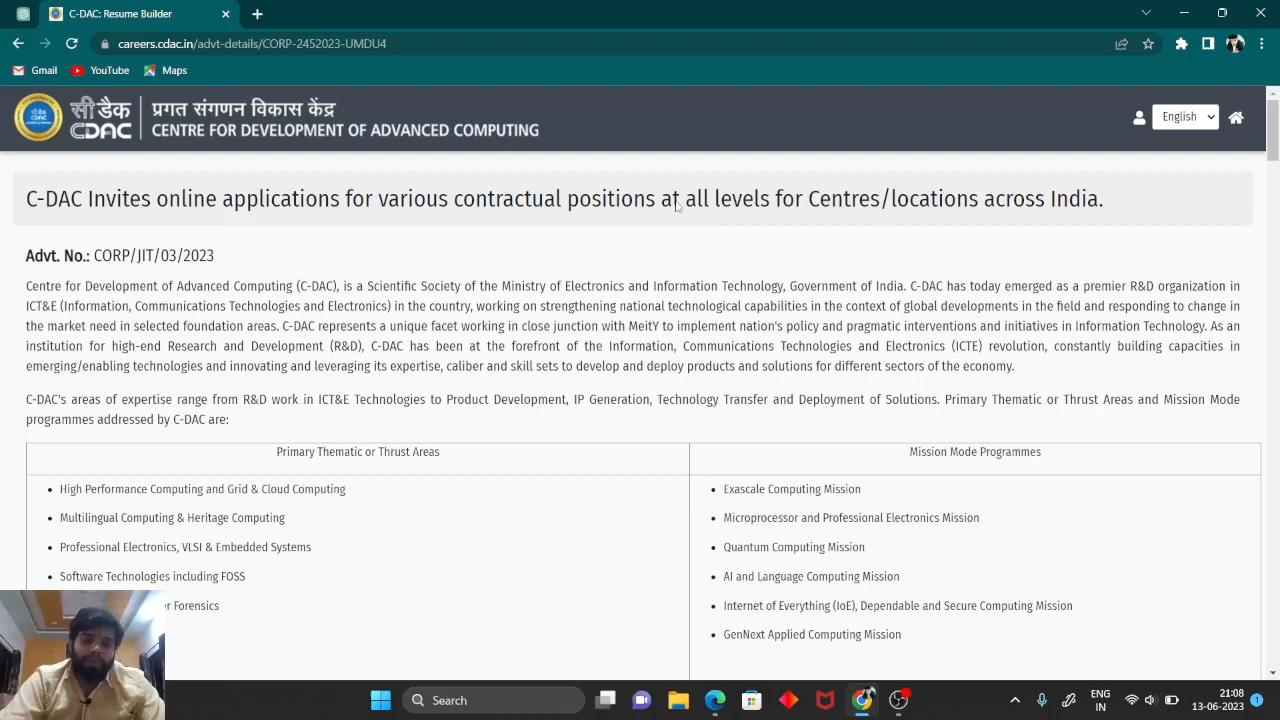 C-DAC: Resume Builder
careers.cdac.in/advt-details/CORP-2452023-UMDU4
Gmail YouTube Maps
सी डैक प्रगत संगणन विकास केंद्र
CDAC CENTRE FOR DEVELOPMENT OF ADVANCED COMPUTING
English
C-DAC Invites online applications for various contractual positions at all levels for Centres/locations across India.
Advt. No.: CORP/JIT/03/2023
Centre for Development of Advanced Computing (C-DAC), is a Scientific Society of the Ministry of Electronics and Information Technology, Government of India. C-DAC has today emerged as a premier R&D organization in
ICT&E (Information, Communications Technologies and Electronics) in the country, working on strengthening national technological capabilities in the context of global developments in the field and responding to change in
the market need in selected foundation areas. C-DAC represents a unique facet working in close junction with MeitY to implement nation's policy and pragmatic interventions and initiatives in Information Technology. As an
institution for high-end Research and Development (R&D), C-DAC has been at the forefront of the Information, Communications Technologies and Electronics (ICTE) revolution, constantly building capacities in
emerging/enabling technologies and innovating and leveraging its expertise, caliber and skill sets to develop and deploy products and solutions for different sectors of the economy.
C-DAC's areas of expertise range from R&D work in ICT&E Technologies to Product Development, IP Generation, Technology Transfer and Deployment of Solutions. Primary Thematic or Thrust Areas and Mission Mode
programmes addressed by C-DAC are:
Primary Thematic or Thrust Areas
High Performance Computing and Grid & Cloud Computing
Multilingual Computing & Heritage Computing
Professional Electronics, VLSI & Embedded Systems
Software Technologies including FOSS
Forensics
Mission Mode Programmes
Exascale Computing Mission
Microprocessor and Professional Electronics Mission
Quantum Computing Mission
AI and Language Computing Mission
Internet of Everything (IoE), Dependable and Secure Computing Mission
GenNext Applied Computing Mission
Search
ENG
IN
21:08
13-06-2023
1